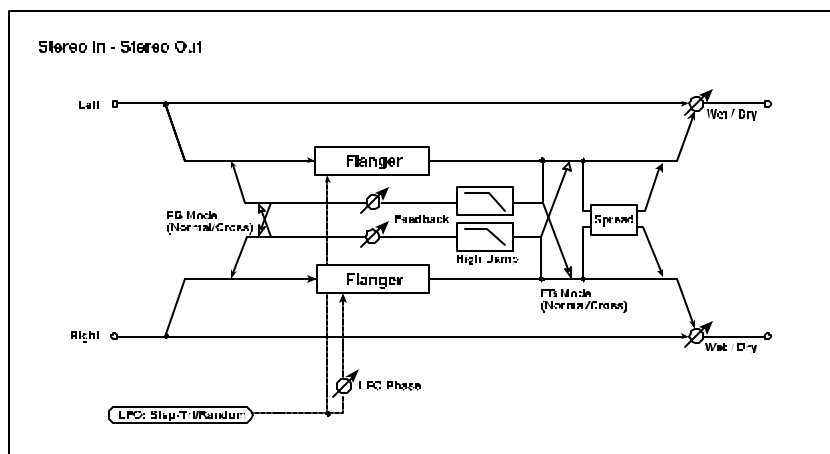 Stereo In - Stereo Out
Left
Wet / Dry
Flanger
FB Mode
(Normal/Cross)
Feedback
Spread
High Damp
Flanger
FB Mode
(Normal/Cross)
Right
Wet / Dry
LFO Phase
LFO: Step-Tri/Random